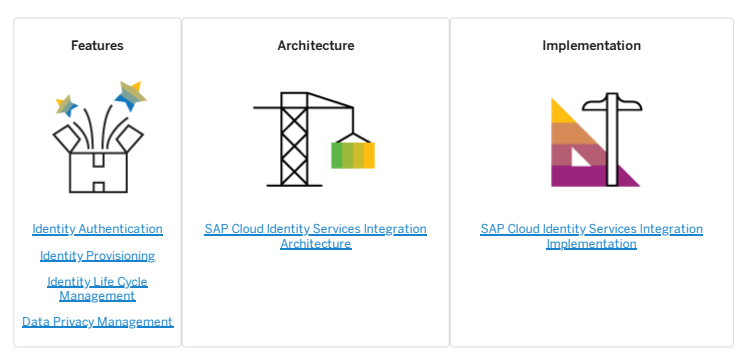 Features
Identity Authentication
Identity Provisioning
Identity Life Cycle
Management
Data Privacy Management
Architecture
SAP Cloud Identity Services Integration
Architecture
Implementation
SAP Cloud Identity Services Integration
Implementation